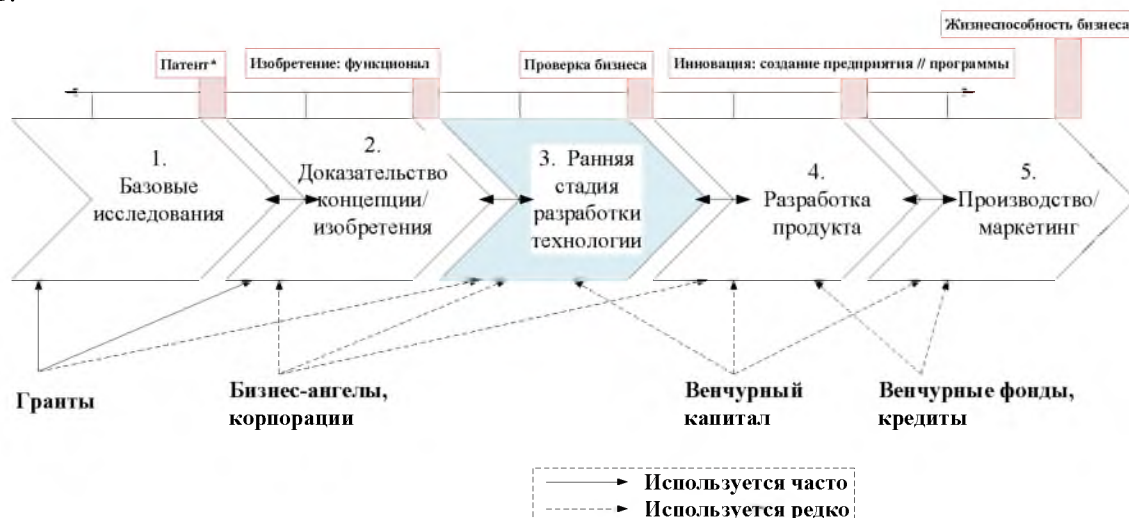 Жизнеспособность бизнеса
Патент*
Изобретение: функционал
Проверка бизнеса
Инновация: создание предприятия // программы
1.
Базовые
исследования
2.
Доказательство
концепции/
изобретения
3. Ранняя
стадия
разработки
технологии
4.
Разработка
продукта
5.
Производство/
маркетинг
Гранты
Бизнес-ангелы,
корпорации
Венчурный
капитал
Венчурные фонды,
кредиты
Используется часто
Используется редко